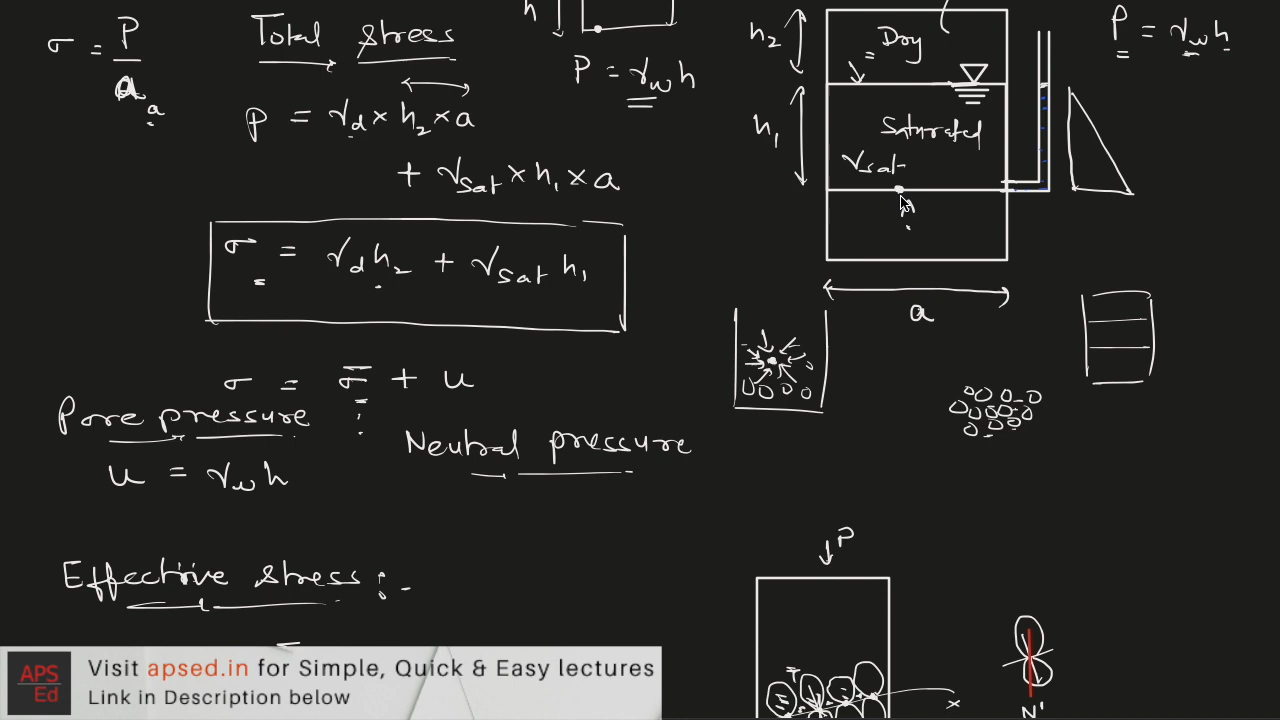 σ = P / a
a
Total stress
p = γd × h2 × a
+ γsat × h1 × a
σ = γd h2 + γsat h1
σ = σ̅ + u
Pore pressure :
Neutral pressure
u = γw h
Effective stress :-
h
P = γw h
h2
Dry
h1
Saturated
γsat
a
P = γw h
P
x
N'
APS
Ed
Visit apsed.in for Simple, Quick & Easy lectures
Link in Description below